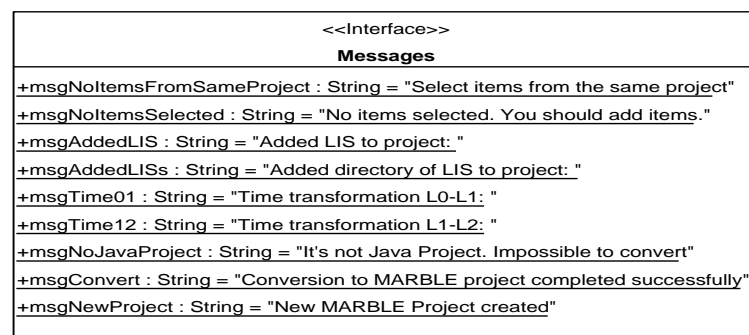 <<Interface>>
Messages
+msgNoItemsFromSameProject : String = "Select items from the same project"
+msgNoItemsSelected : String = "No items selected. You should add items."
+msgAddedLIS : String = "Added LIS to project: "
+msgAddedLISs : String = "Added directory of LIS to project: "
+msgTime01 : String = "Time transformation L0-L1: "
+msgTime12 : String = "Time transformation L1-L2: "
+msgNoJavaProject : String = "It's not Java Project. Impossible to convert"
+msgConvert : String = "Conversion to MARBLE project completed successfully"
+msgNewProject : String = "New MARBLE Project created"